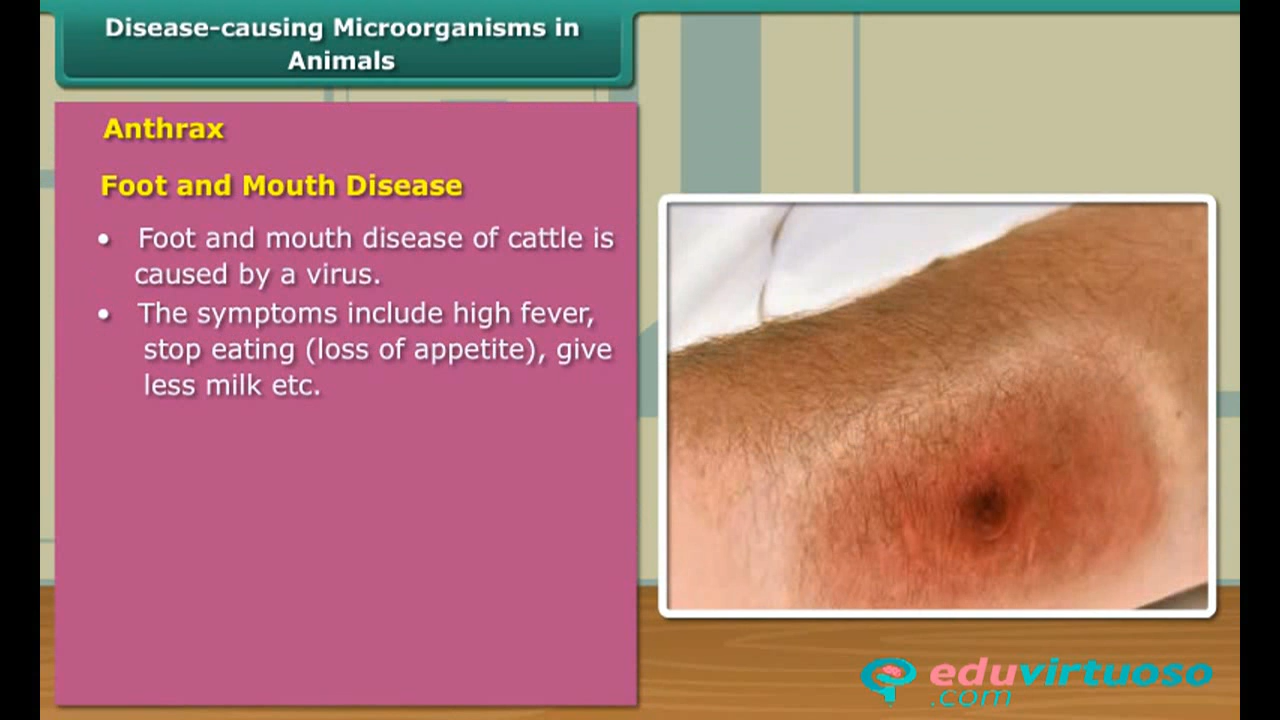 Disease-causing Microorganisms in
Animals
Anthrax
Foot and Mouth Disease
• Foot and mouth disease of cattle is
caused by a virus.
• The symptoms include high fever,
stop eating (loss of appetite), give
less milk etc.
eduvirtuoso
.com